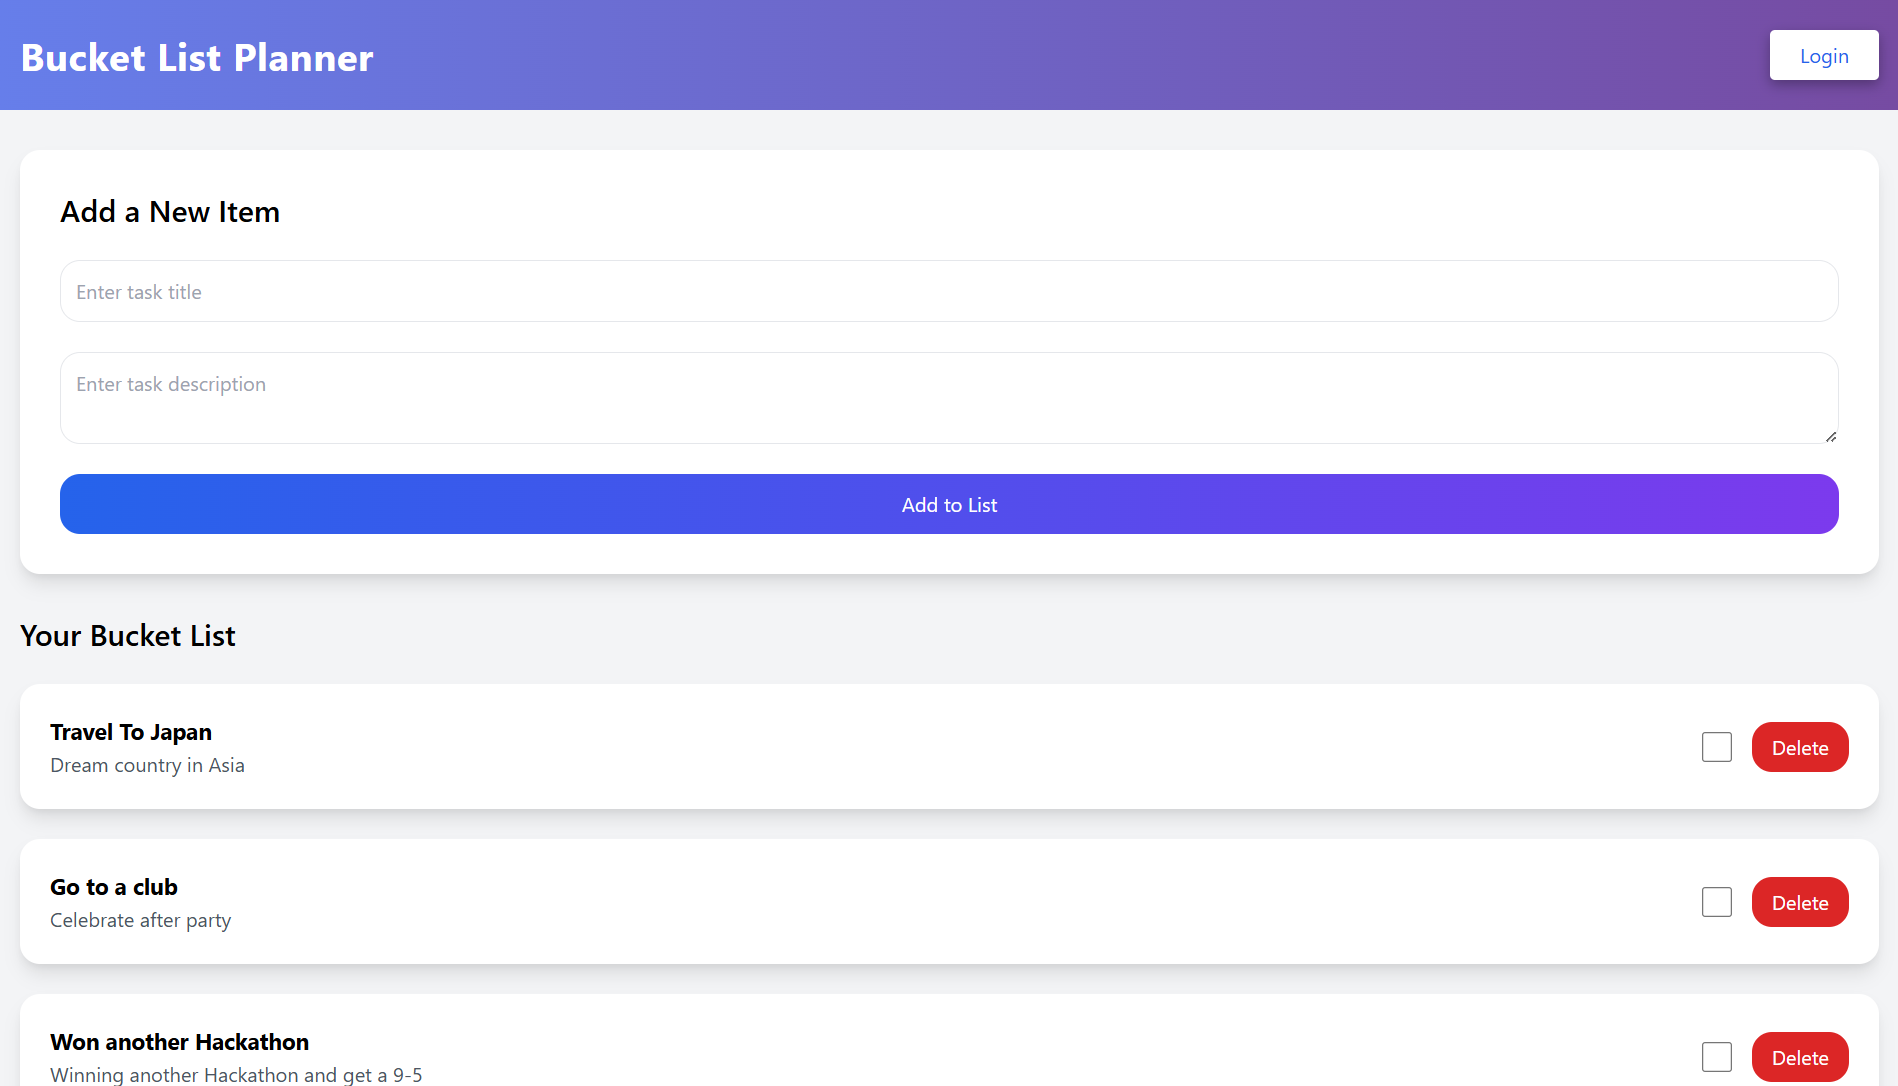 Bucket List Planner
Login
Add a New Item
Enter task title
Enter task description
Add to List
Your Bucket List
Travel To Japan
Dream country in Asia
Delete
Go to a club
Celebrate after party
Delete
Won another Hackathon
Winning another Hackathon and get a 9-5
Delete